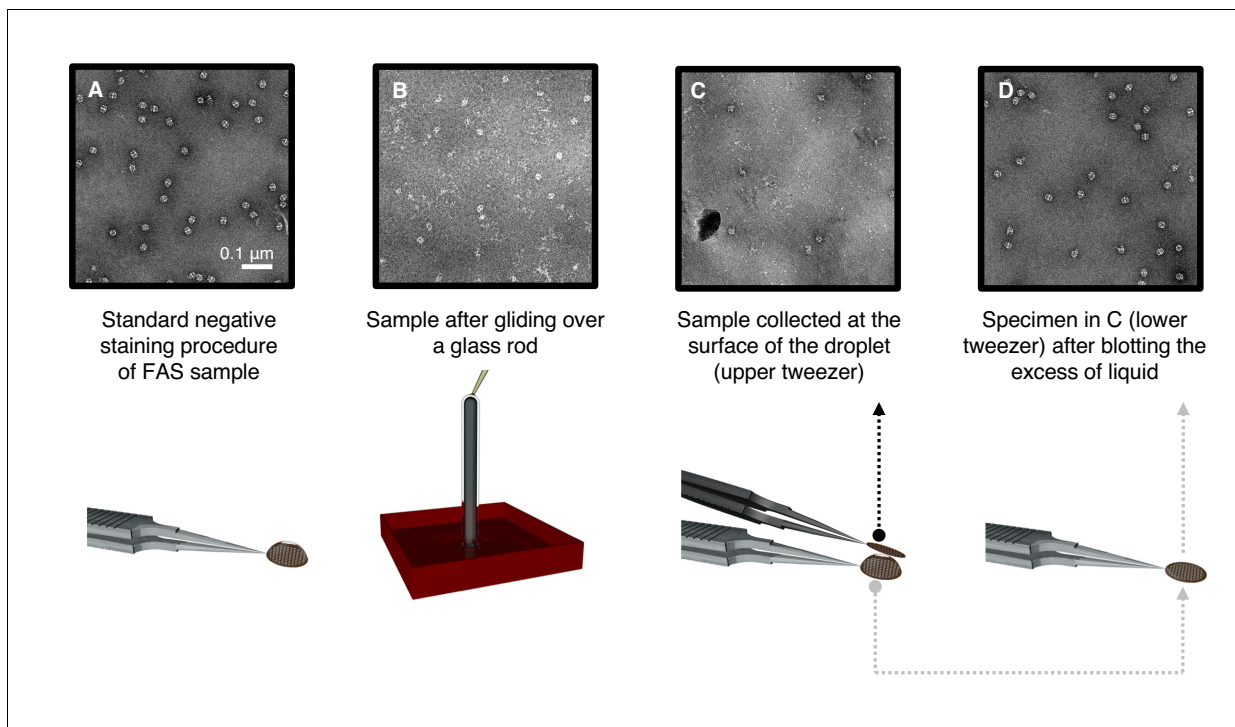 A
B
C
D
0.1 µm
Standard negative
staining procedure
of FAS sample
Sample after gliding over
a glass rod
Sample collected at the
surface of the droplet
(upper tweezer)
Specimen in C (lower
tweezer) after blotting the
excess of liquid